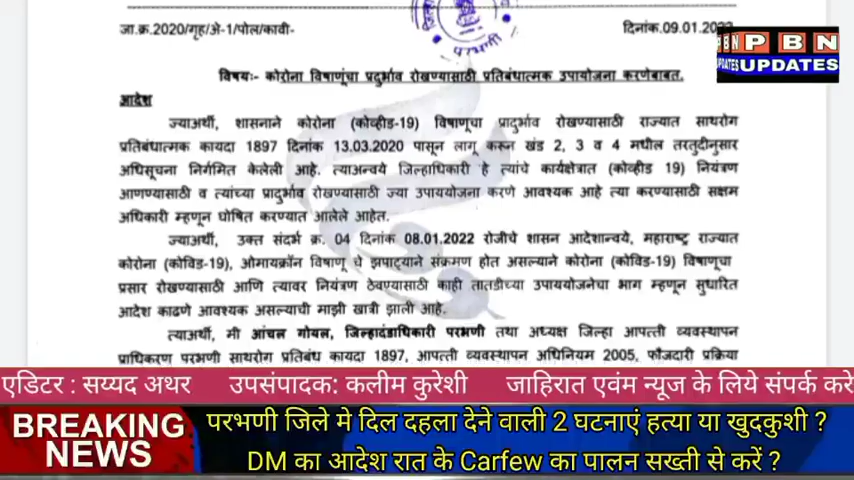 जा.क्र.2020/गृह/अे-1/पोल/कावी-
दिनांक.09.01.2022
परभणी
PBN
UPDATES
विषयः- कोरोना विषाणूंचा प्रदुर्भाव रोखण्यासाठी प्रतिबंधात्मक उपायोजना करणेबाबत.
आदेश
ज्याअर्थी, शासनाने कोरोना (कोव्हीड-19) विषाणूचा प्रादुर्भाव रोखण्यासाठी राज्यात साथरोग
प्रतिबंधात्मक कायदा 1897 दिनांक 13.03.2020 पासून लागू करून खंड 2, 3 व 4 मधील तरतुदीनुसार
अधिसूचना निर्गमित केलेली आहे. त्याअन्वये जिल्हाधिकारी हे त्यांचे कार्यक्षेत्रात (कोव्हीड 19) नियंत्रण
आणण्यासाठी व त्यांच्या प्रादुर्भाव रोखण्यासाठी ज्या उपाययोजना करणे आवश्यक आहे त्या करण्यासाठी सक्षम
अधिकारी म्हणून घोषित करण्यात आलेले आहेत.
ज्याअर्थी, उक्त संदर्भ क्र. 04 दिनांक 08.01.2022 रोजीचे शासन आदेशान्वये, महाराष्ट्र राज्यात
कोरोना (कोविड-19), ओमायक्रॉन विषाणू चे झपाट्याने संक्रमण होत असल्याने कोरोना (कोविड-19) विषाणूचा
प्रसार रोखण्यासाठी आणि त्यावर नियंत्रण ठेवण्यासाठी काही तातडीच्या उपाययोजनेचा भाग म्हणून सुधारित
आदेश काढणे आवश्यक असल्याची माझी खात्री झाली आहे.
त्याअर्थी, मी आंचल गोयल, जिल्हादंडाधिकारी परभणी तथा अध्यक्ष जिल्हा आपत्ती व्यवस्थापन
प्राधिकरण परभणी साथरोग प्रतिबंध कायदा 1897, आपत्ती व्यवस्थापन अधिनियम 2005, फौजदारी प्रक्रिया
एडिटर : सय्यद अथर उपसंपादक: कलीम कुरेशी जाहिरात एवंम न्यूज के लिये संपर्क करे
BREAKING NEWS
परभणी जिले मे दिल दहला देने वाली 2 घटनाएं हत्या या खुदकुशी ?
DM का आदेश रात के Carfew का पालन सख्ती से करें ?